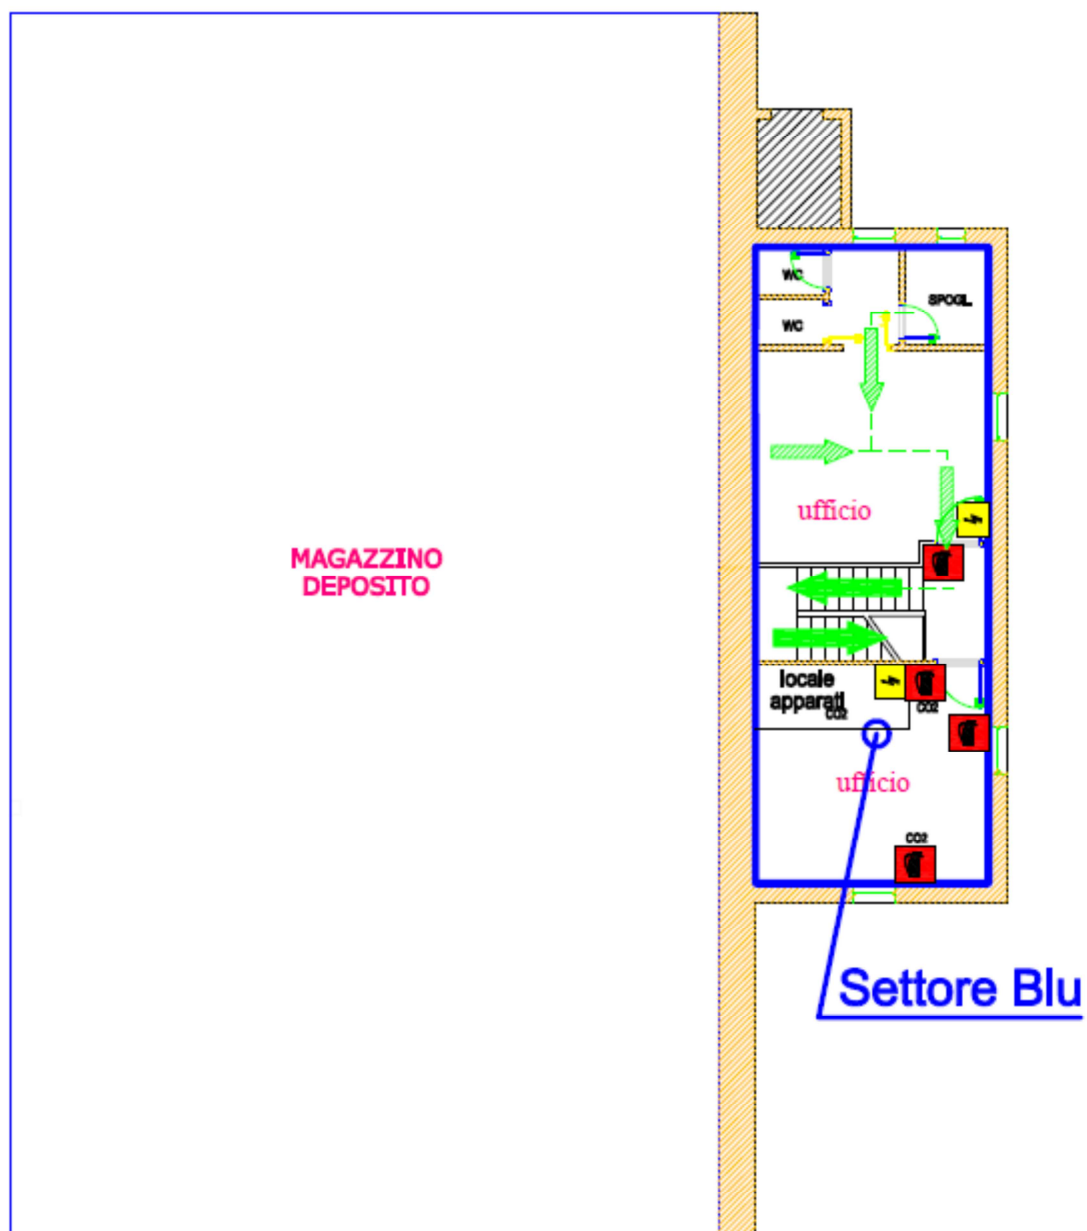 WC
SPOGL.
WC
ufficio
MAGAZZINO
DEPOSITO
locale
apparati
CO2
CO2
ufficio
CO2
Settore Blu